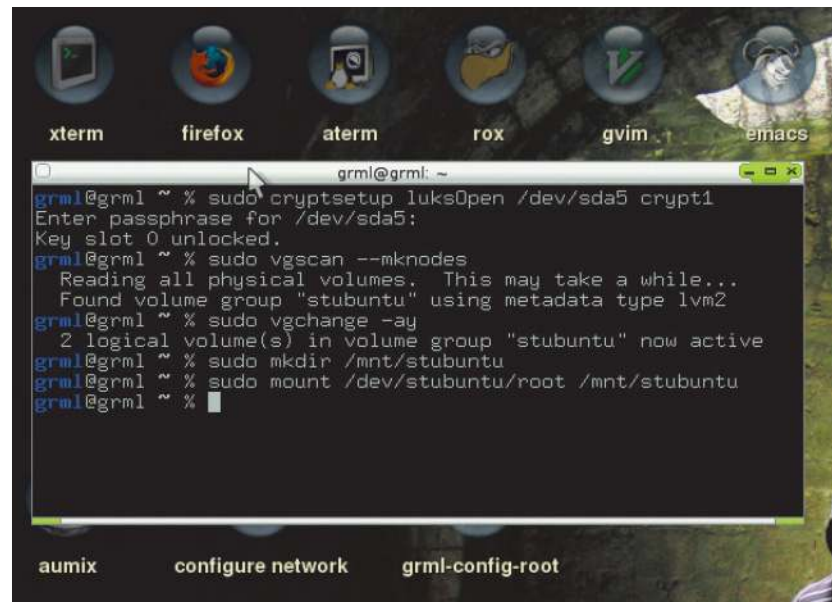 xterm
firefox
aterm
rox
gvim
emacs
grml@grml: ~
grml@grml ~ % sudo cryptsetup luksOpen /dev/sda5 crypt1
Enter passphrase for /dev/sda5:
Key slot 0 unlocked.
grml@grml ~ % sudo vgscan --mknodes
Reading all physical volumes.  This may take a while...
Found volume group "stubuntu" using metadata type lvm2
grml@grml ~ % sudo vgchange -ay
2 logical volume(s) in volume group "stubuntu" now active
grml@grml ~ % sudo mkdir /mnt/stubuntu
grml@grml ~ % sudo mount /dev/stubuntu/root /mnt/stubuntu
grml@grml ~ %
aumix
configure network
grml-config-root